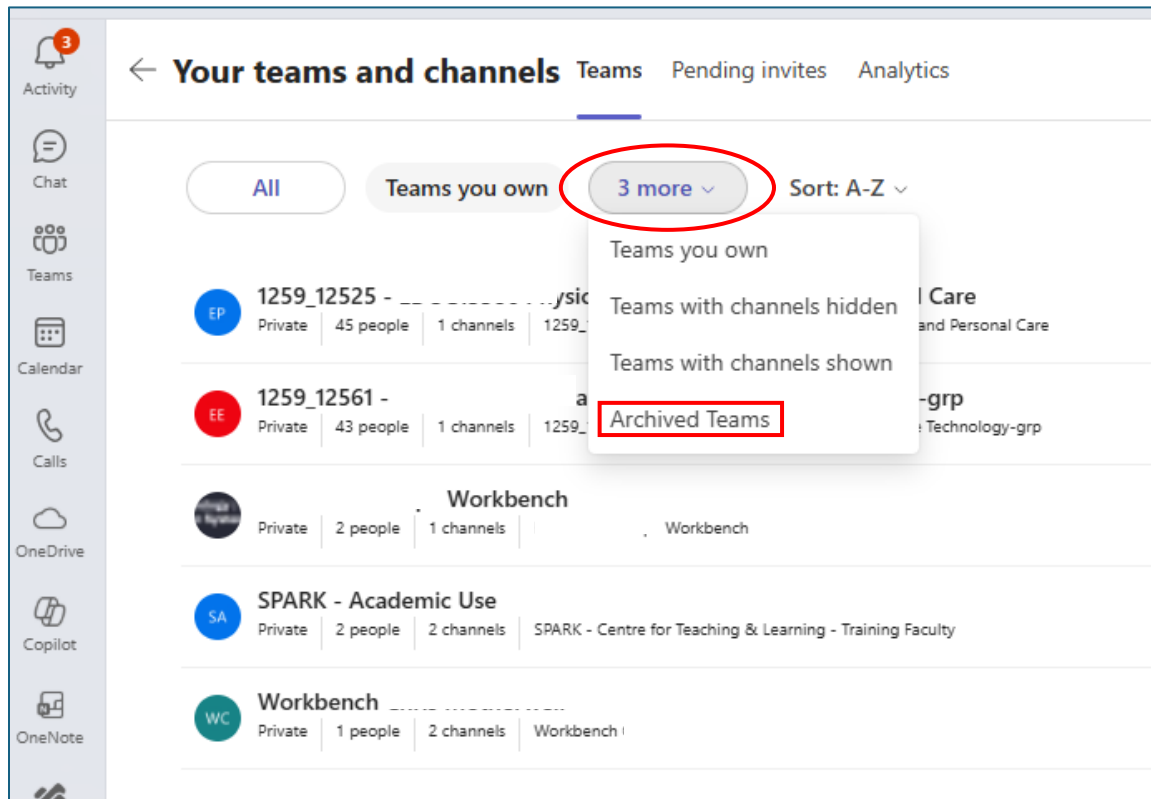 3
Activity
Chat
Teams
Calendar
Calls
OneDrive
Copilot
OneNote
Your teams and channels Teams Pending invites Analytics
All Teams you own 3 more Sort: A-Z
Teams you own
Teams with channels hidden
Teams with channels shown
Archived Teams
EP 1259_12525 - Care
Private 45 people 1 channels 1259_ and Personal Care
EE 1259_12561 - -grp
Private 43 people 1 channels 1259_ Technology-grp
Workbench
Private 2 people 1 channels Workbench
SA SPARK - Academic Use
Private 2 people 2 channels SPARK - Centre for Teaching & Learning - Training Faculty
WC Workbench
Private 1 people 2 channels Workbench